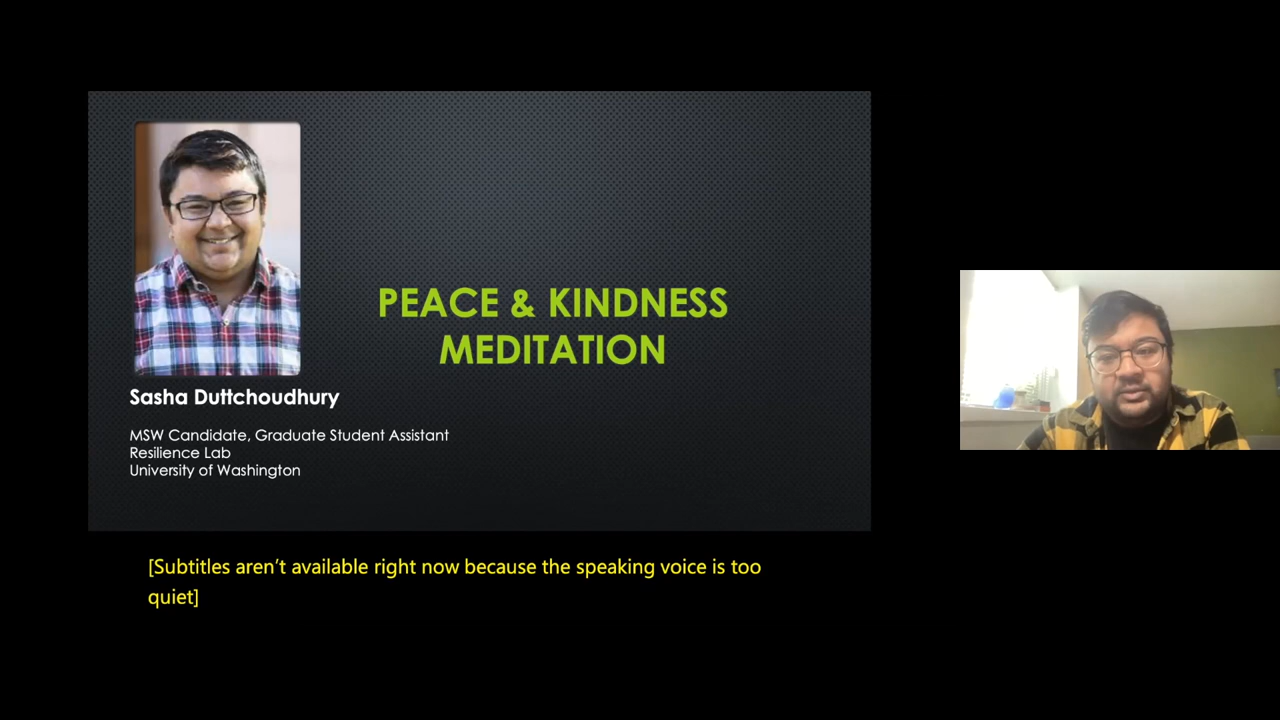 PEACE & KINDNESS
MEDITATION
Sasha Duttchoudhury
MSW Candidate, Graduate Student Assistant
Resilience Lab
University of Washington
[Subtitles aren’t available right now because the speaking voice is too
quiet]